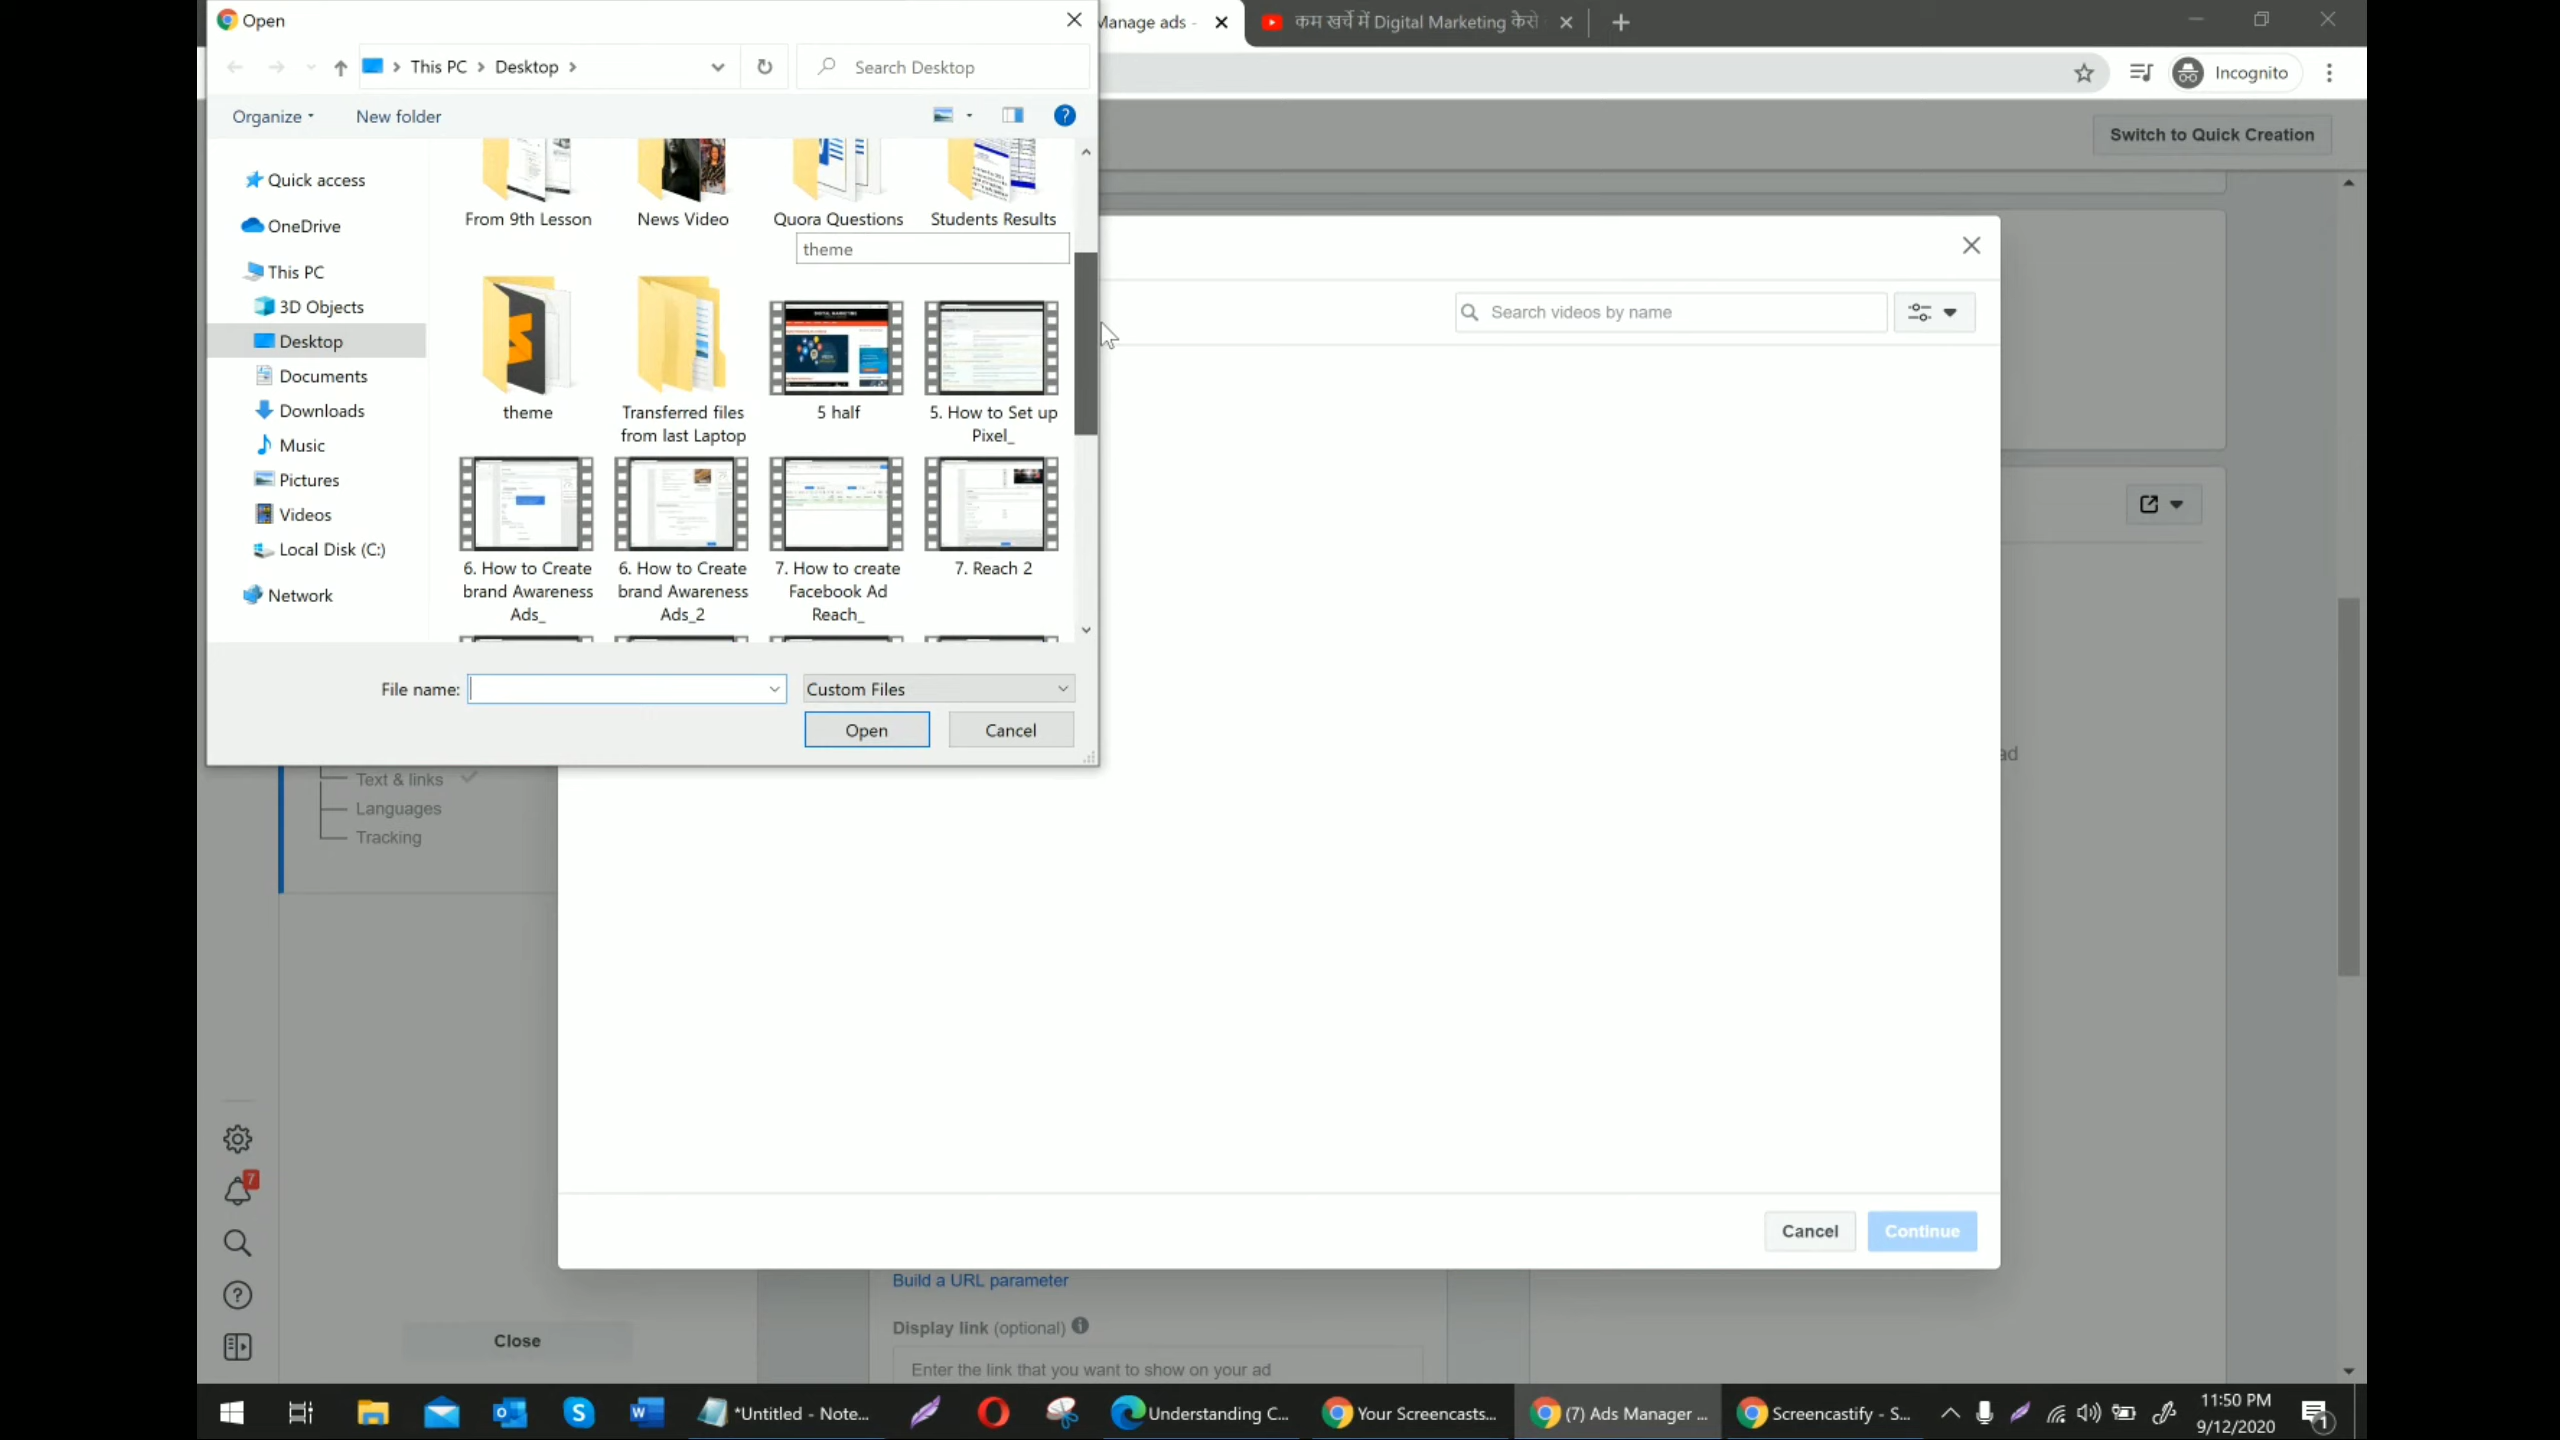 Open
Manage ads -
कम खर्चे में Digital Marketing कैसे
This PC
Desktop
Search Desktop
Incognito
Organize
New folder
Switch to Quick Creation
Quick access
OneDrive
This PC
3D Objects
Desktop
Documents
Downloads
Music
Pictures
Videos
Local Disk (C:)
Network
From 9th Lesson
News Video
Quora Questions
Students Results
theme
theme
Transferred files
from last Laptop
5 half
5. How to Set up
Pixel_
6. How to Create
brand Awareness
Ads_
6. How to Create
brand Awareness
Ads_2
7. How to create
Facebook Ad
Reach_
7. Reach 2
File name:
Custom Files
Open
Cancel
Search videos by name
ad
Text & links
Languages
Tracking
7
Cancel
Continue
Build a URL parameter
Display link (optional)
Enter the link that you want to show on your ad
Close
*Untitled - Note...
Understanding C...
Your Screencasts...
(7) Ads Manager ...
Screencastify - S...
11:50 PM
9/12/2020
1